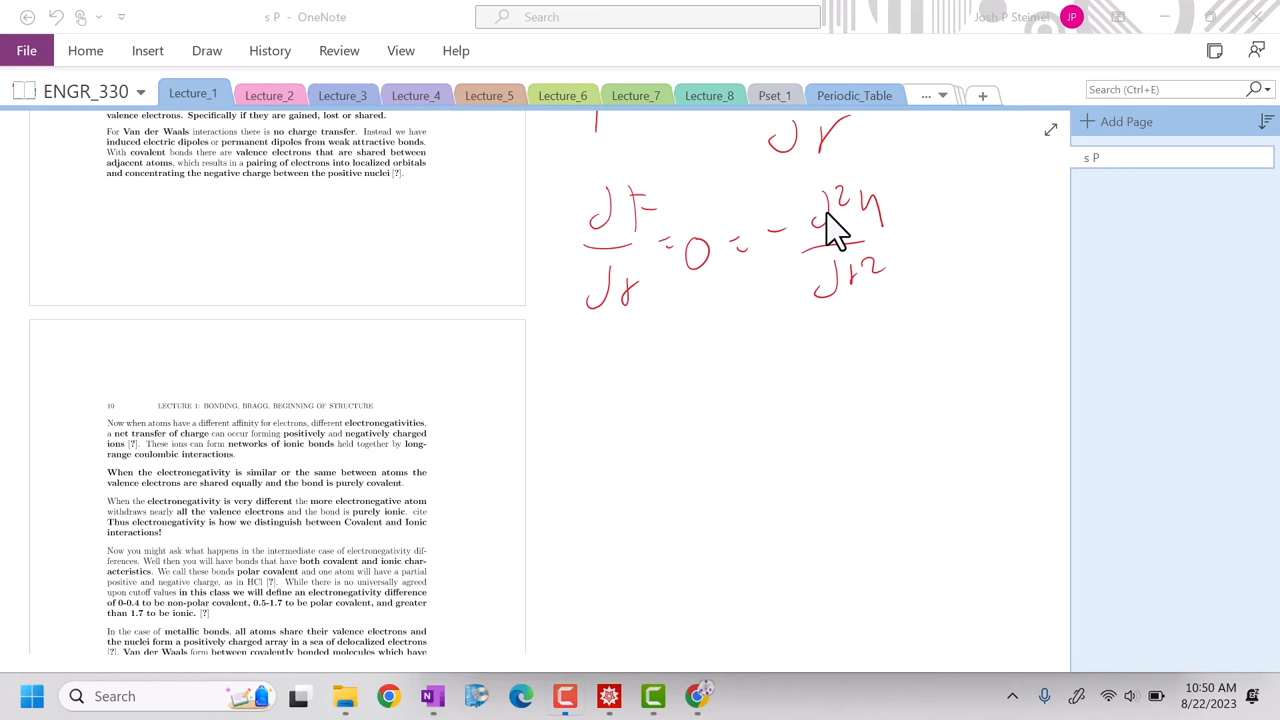 s P - OneNote
Search
Josh P Steimel
JP
File Home Insert Draw History Review View Help
ENGR_330
Lecture_1 Lecture_2 Lecture_3 Lecture_4 Lecture_5 Lecture_6 Lecture_7 Lecture_8 Pset_1 Periodic_Table ...
Search (Ctrl+E)
Add Page
s P
valence electrons. Specifically if they are gained, lost or shared.
For Van der Waals interactions there is no charge transfer. Instead we have
induced electric dipoles or permanent dipoles from weak attractive bonds.
With covalent bonds there are valence electrons that are shared between
adjacent atoms, which results in a pairing of electrons into localized orbitals
and concentrating the negative charge between the positive nuclei [?].
dr
dF/dr = 0 = - d²u/dr²
10 LECTURE 1: BONDING, BRAGG, BEGINNING OF STRUCTURE
Now when atoms have a different affinity for electrons, different electronegativities,
a net transfer of charge can occur forming positively and negatively charged
ions [?]. These ions can form networks of ionic bonds held together by long-
range coulombic interactions.
When the electronegativity is similar or the same between atoms the
valence electrons are shared equally and the bond is purely covalent.
When the electronegativity is very different the more electronegative atom
withdraws nearly all the valence electrons and the bond is purely ionic. cite
Thus electronegativity is how we distinguish between Covalent and Ionic
interactions!
Now you might ask what happens in the intermediate case of electronegativity dif-
ferences. Well then you will have bonds that have both covalent and ionic char-
acteristics. We call these bonds polar covalent and one atom will have a partial
positive and negative charge, as in HCl [?]. While there is no universally agreed
upon cutoff values in this class we will define an electronegativity difference
of 0-0.4 to be non-polar covalent, 0.5-1.7 to be polar covalent, and greater
than 1.7 to be ionic. [?]
In the case of metallic bonds, all atoms share their valence electrons and
the nuclei form a positively charged array in a sea of delocalized electrons
[?]. Van der Waals form between covalently bonded molecules which have
Search
10:50 AM
8/22/2023